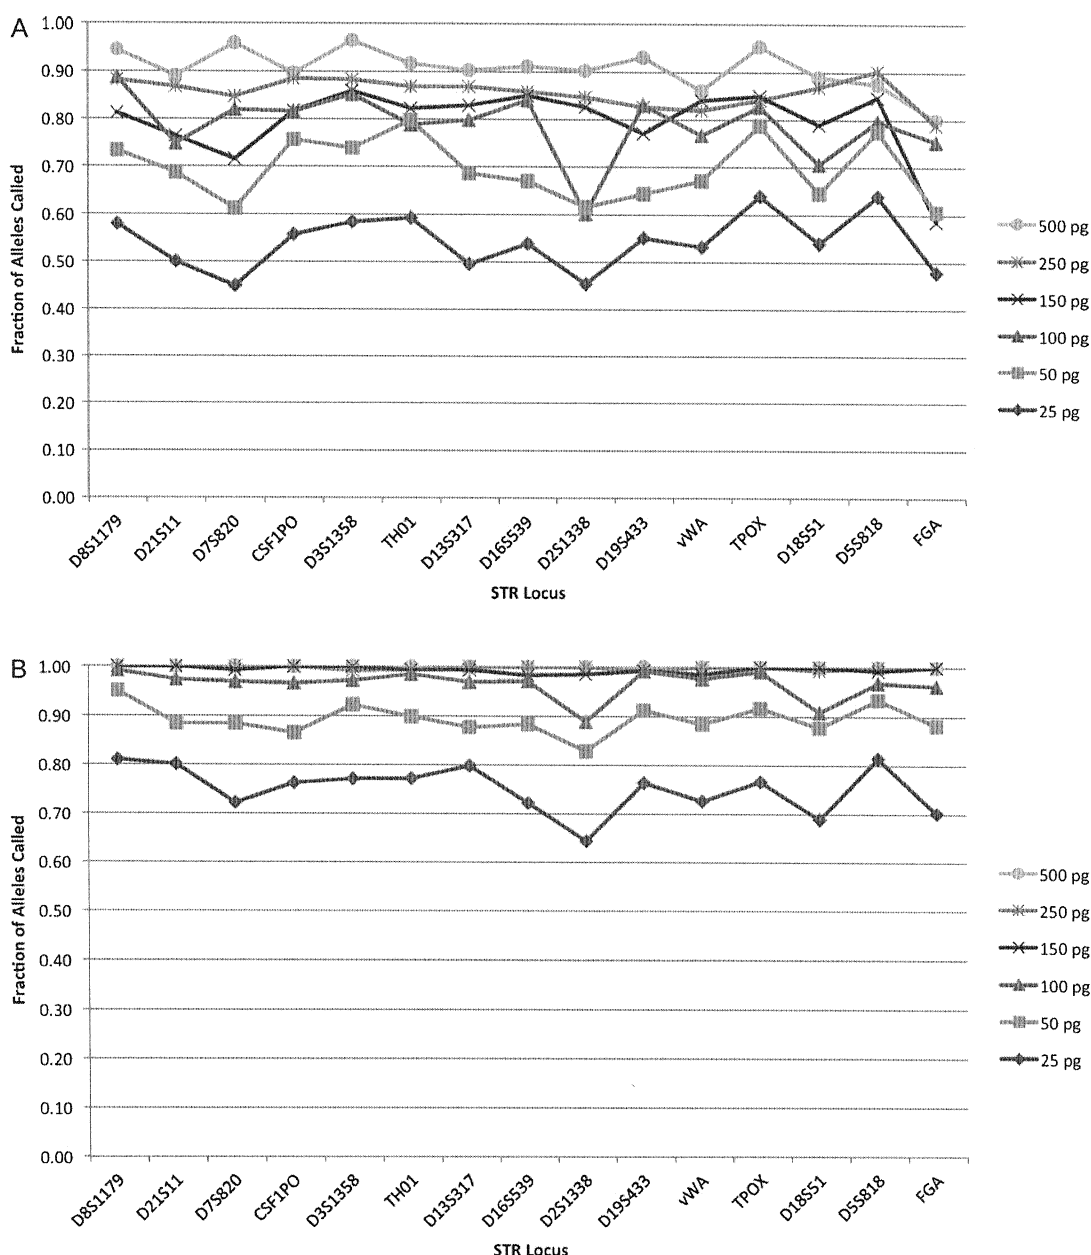 A
1.00
0.90
0.80
0.70
0.60
0.50
0.40
0.30
0.20
0.10
0.00
Fraction of Alleles Called
D8S1179
D21S11
D7S820
CSF1PO
D3S1358
TH01
D13S317
D16S539
D2S1338
D19S433
vWA
TPOX
D18S51
D5S818
FGA
STR Locus
500 pg
250 pg
150 pg
100 pg
50 pg
25 pg
B
1.00
0.90
0.80
0.70
0.60
0.50
0.40
0.30
0.20
0.10
0.00
Fraction of Alleles Called
D8S1179
D21S11
D7S820
CSF1PO
D3S1358
TH01
D13S317
D16S539
D2S1338
D19S433
vWA
TPOX
D18S51
D5S818
FGA
STR Locus
500 pg
250 pg
150 pg
100 pg
50 pg
25 pg